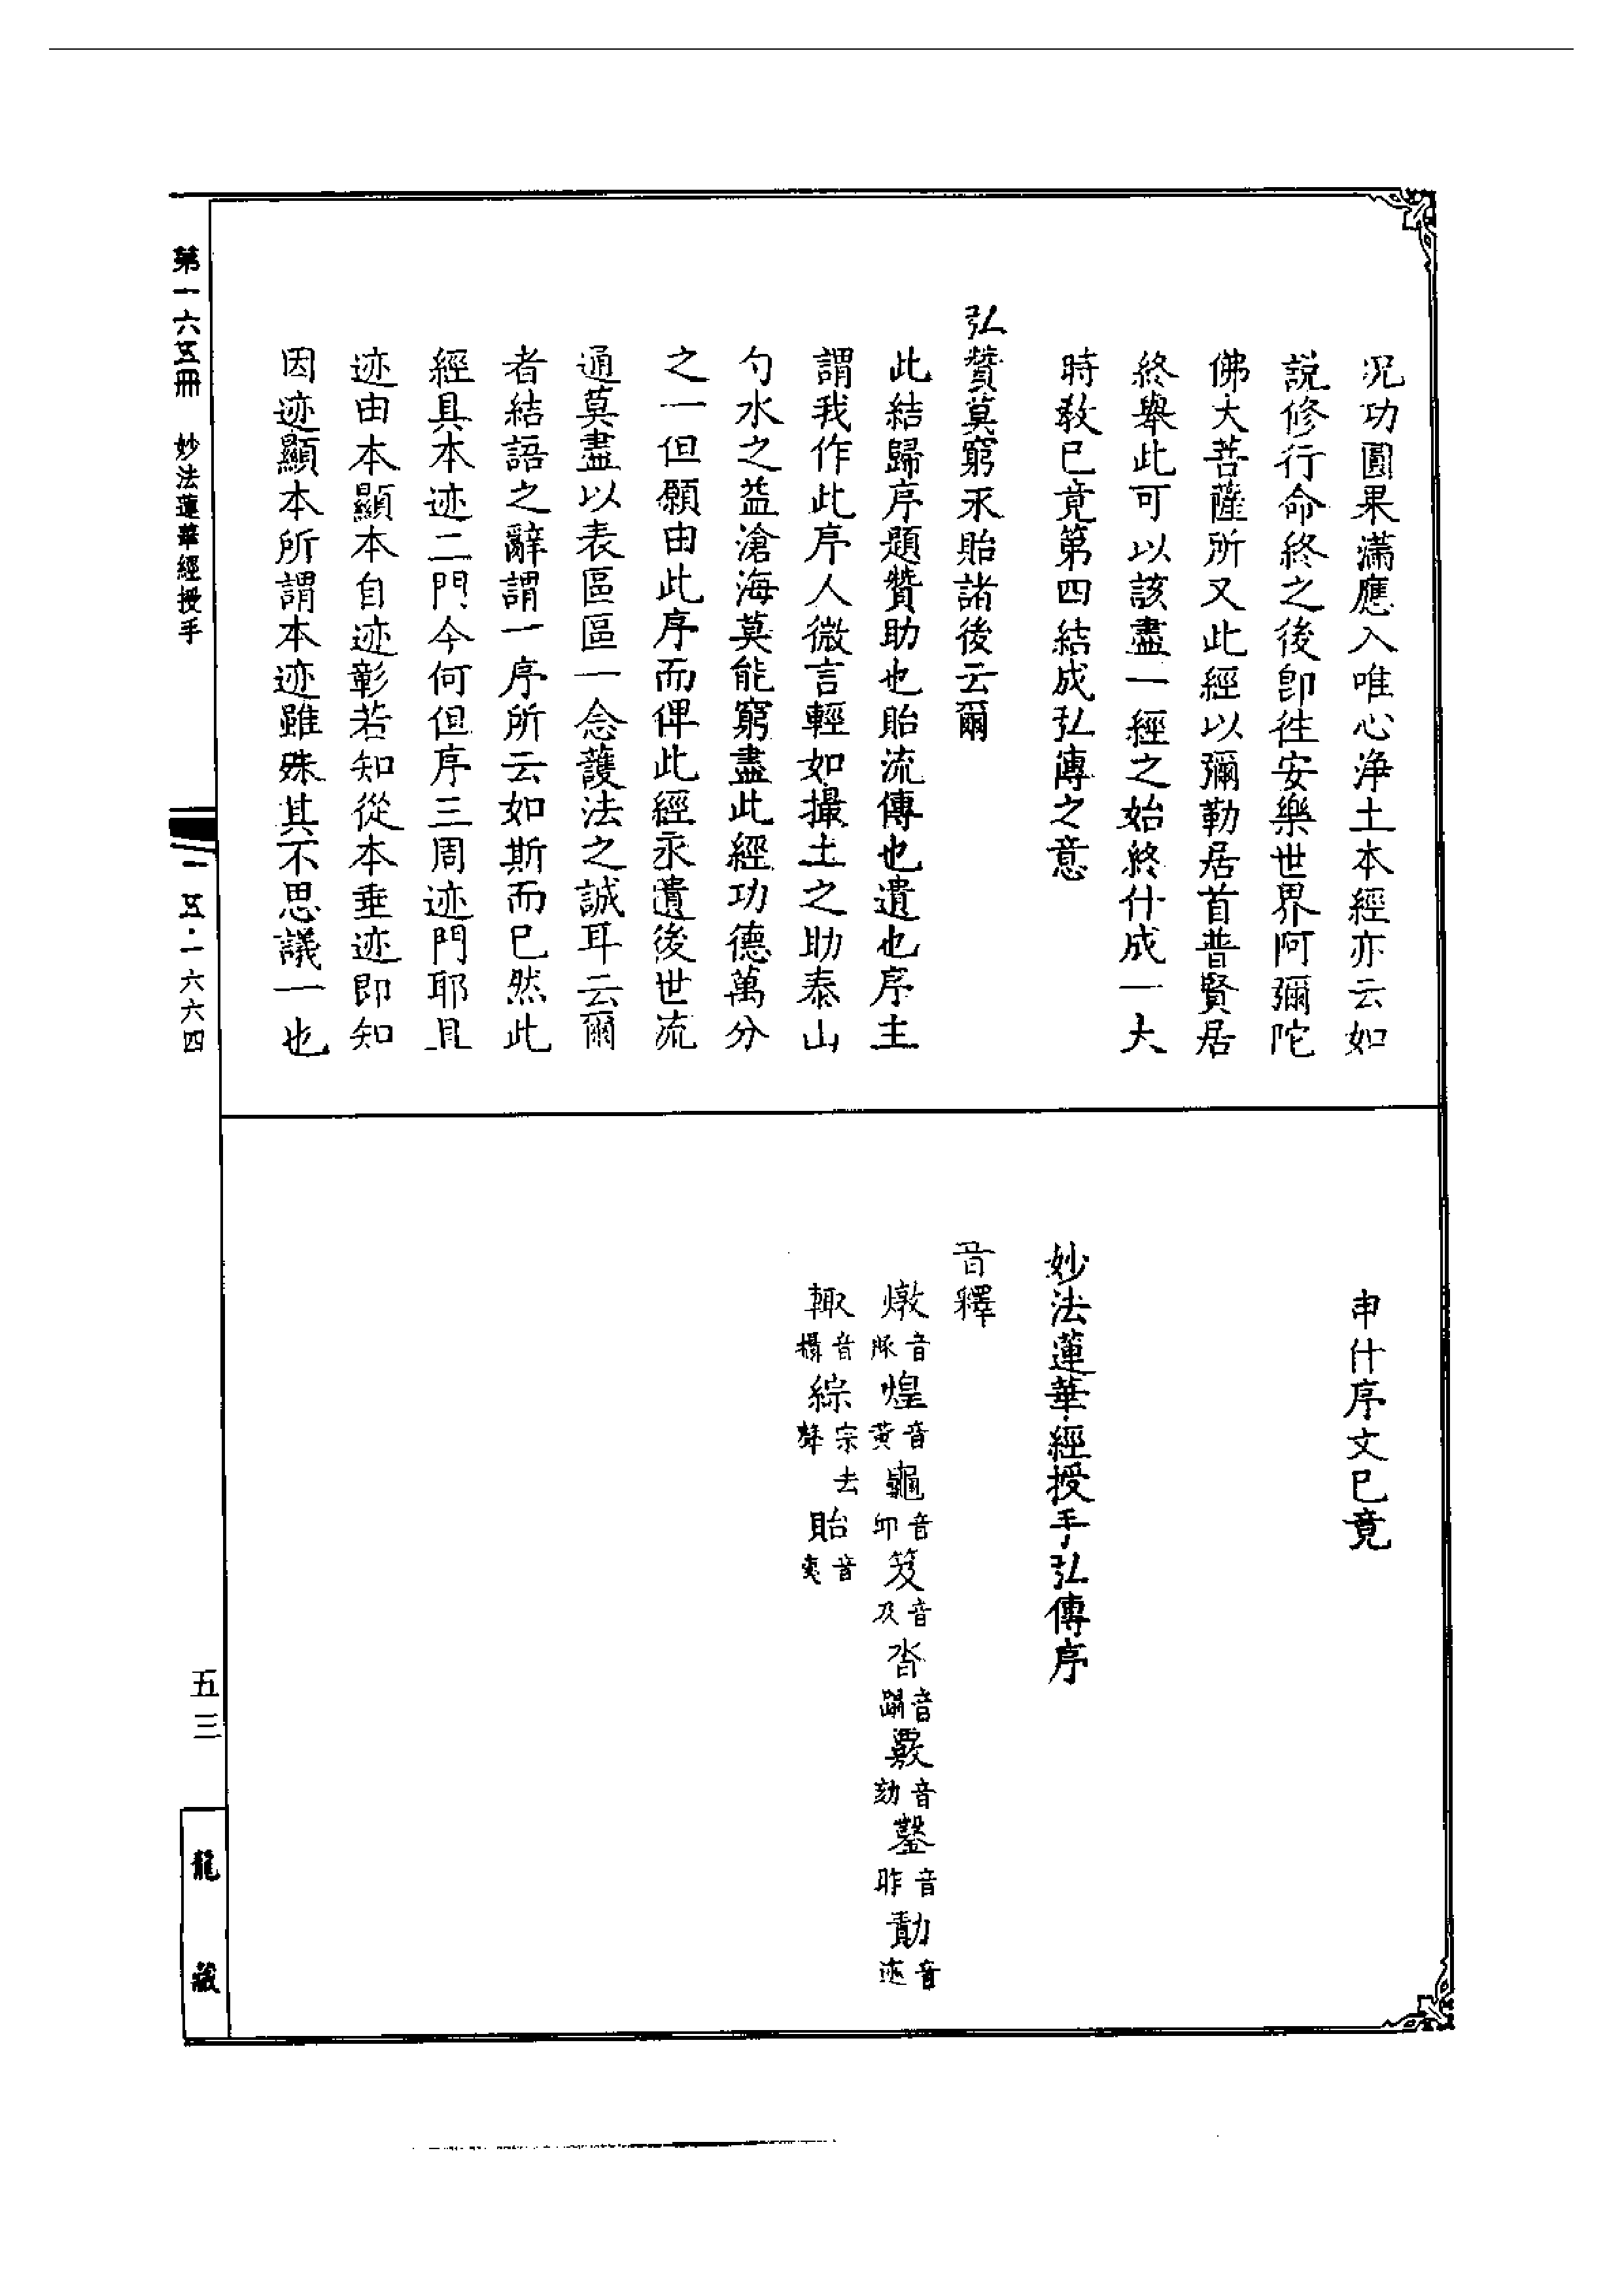 况功圓果滿應入唯心淨土本經亦云如
說修行命終之後卽往安樂世界阿彌陀
佛大菩薩所又此經以彌勒居首普賢居
終舉此可以該盡一經之始終什成一大
時教已竟第四結成弘傳之意
弘贊莫窮永貽諸後云爾
此結歸序題贊助也貽流傳也遺也序主
謂我作此序人微言輕如撮土之助泰山
勺水之益滄海莫能窮盡此經功德萬分
之一但願由此序而俾此經永遺後世流
通莫盡以表區區一念護法之誠耳云爾
者結語之辭謂一序所云如斯而已然此
經具本迹二門今何但序三周迹門耶且
迹由本顯本自迹彰若知從本垂迹即知
因迹顯本所謂本迹雖殊其不思議一也
申什序文已竟
妙法蓮華經授手弘傳序
音釋
燉音豚煌音黃龜音邱笈音及沓音蹋覈音劾鑿音昨勣音
輙音綜宗去聲貽音夷
第一六五冊 妙法蓮華經授手
一五·一六六四
五三
龍藏